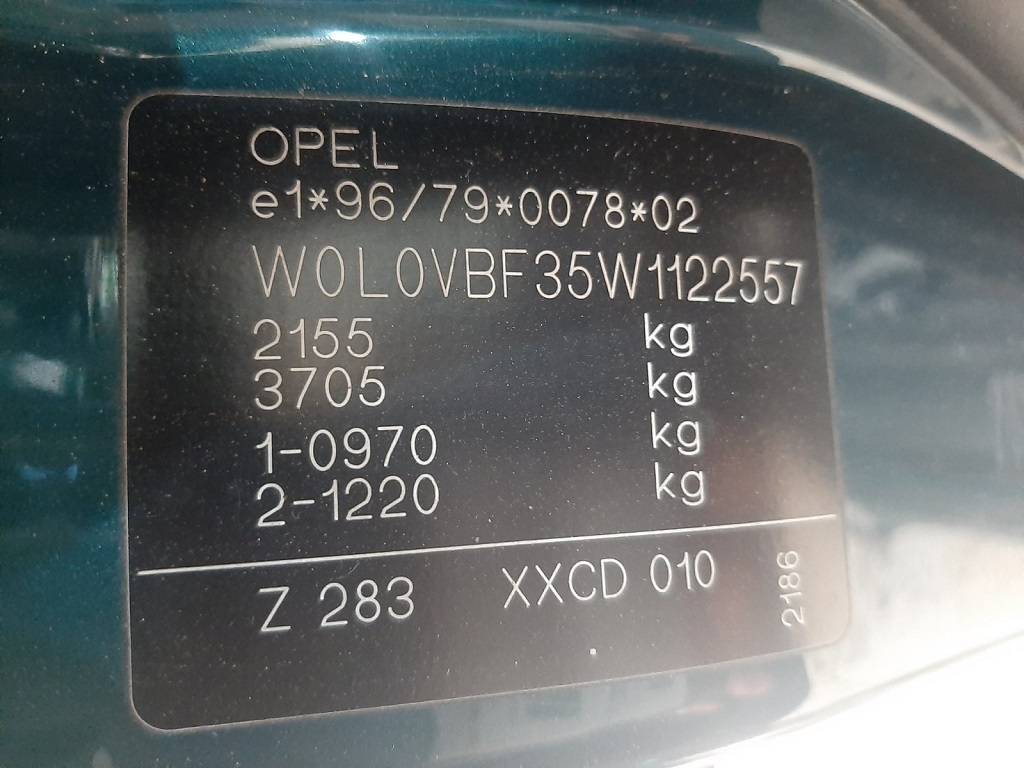 OPEL
e1*96/79*0078*02
W0L0VBF35W1122557
2155 kg
3705 kg
1-0970 kg
2-1220 kg
Z 283 XXCD 010
2186